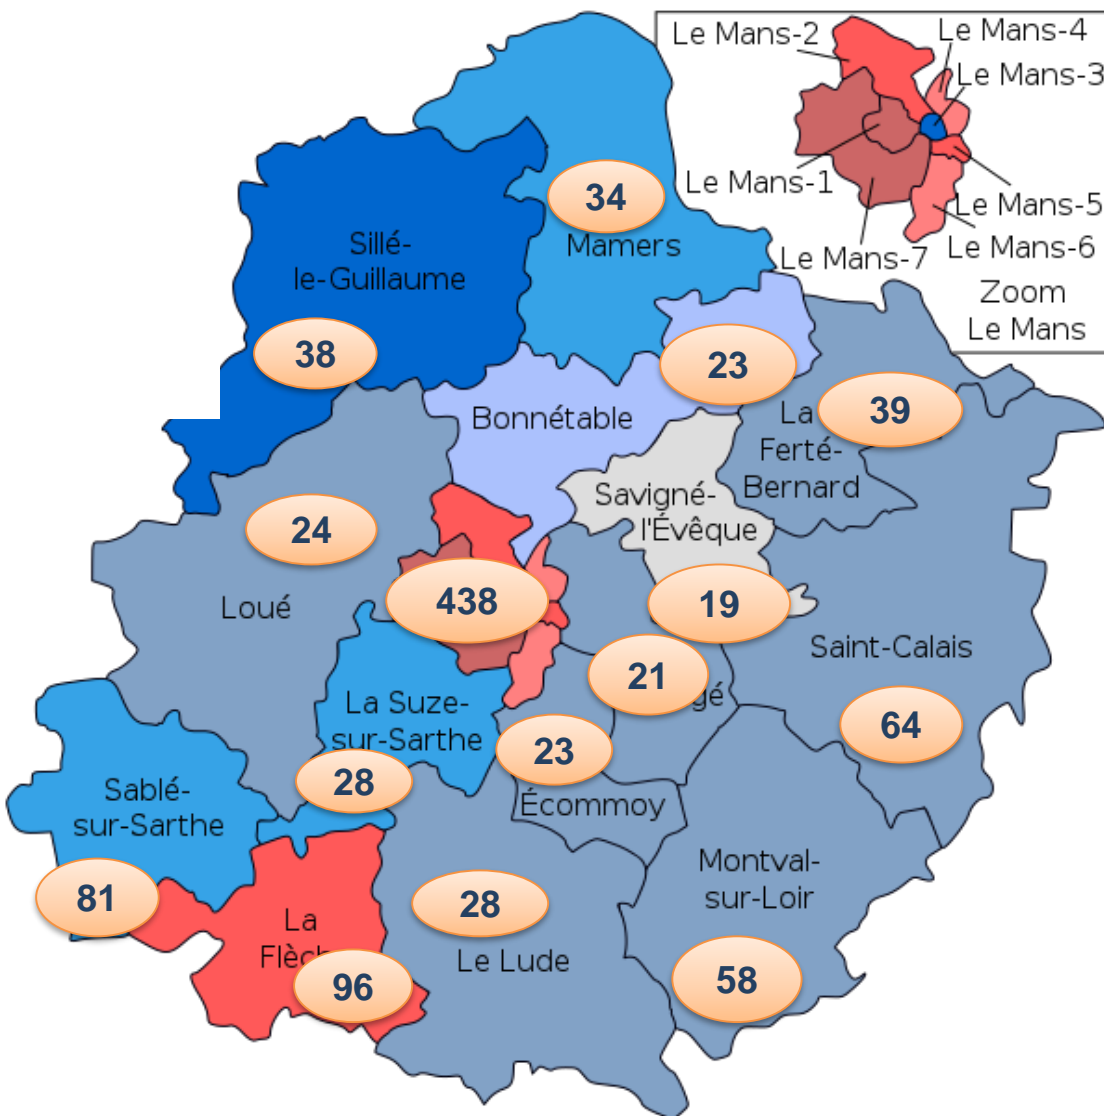 Le Mans-2
Le Mans-4
Le Mans-3
Le Mans-1
Le Mans-5
Le Mans-7
Le Mans-6
Zoom
Le Mans
34
Mamers
Sillé-
le-Guillaume
38
23
Bonnétable
39
La
Ferté-
Bernard
Savigné-
l'Évêque
24
Loué
438
19
Saint-Calais
21
gé
64
La Suze-
sur-Sarthe
23
28
Écommoy
Sablé-
sur-Sarthe
81
Montval-
sur-Loir
58
28
Le Lude
La
Flèch
96